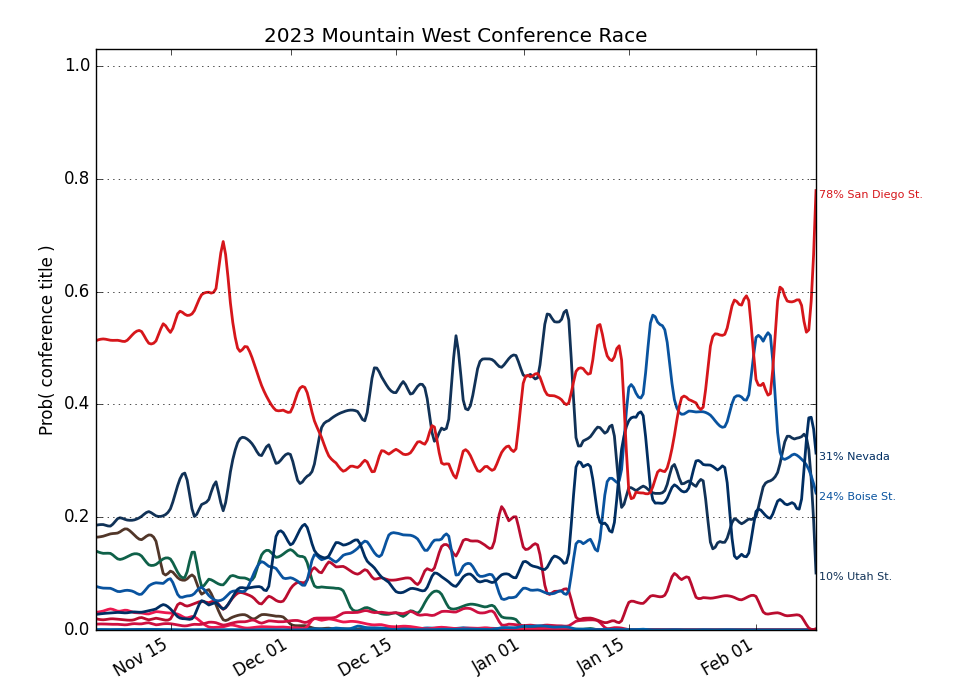 2023 Mountain West Conference Race
Prob( conference title )
1.0
0.8
0.6
0.4
0.2
0.0
78% San Diego St.
31% Nevada
24% Boise St.
10% Utah St.
Nov 15
Dec 01
Dec 15
Jan 01
Jan 15
Feb 01